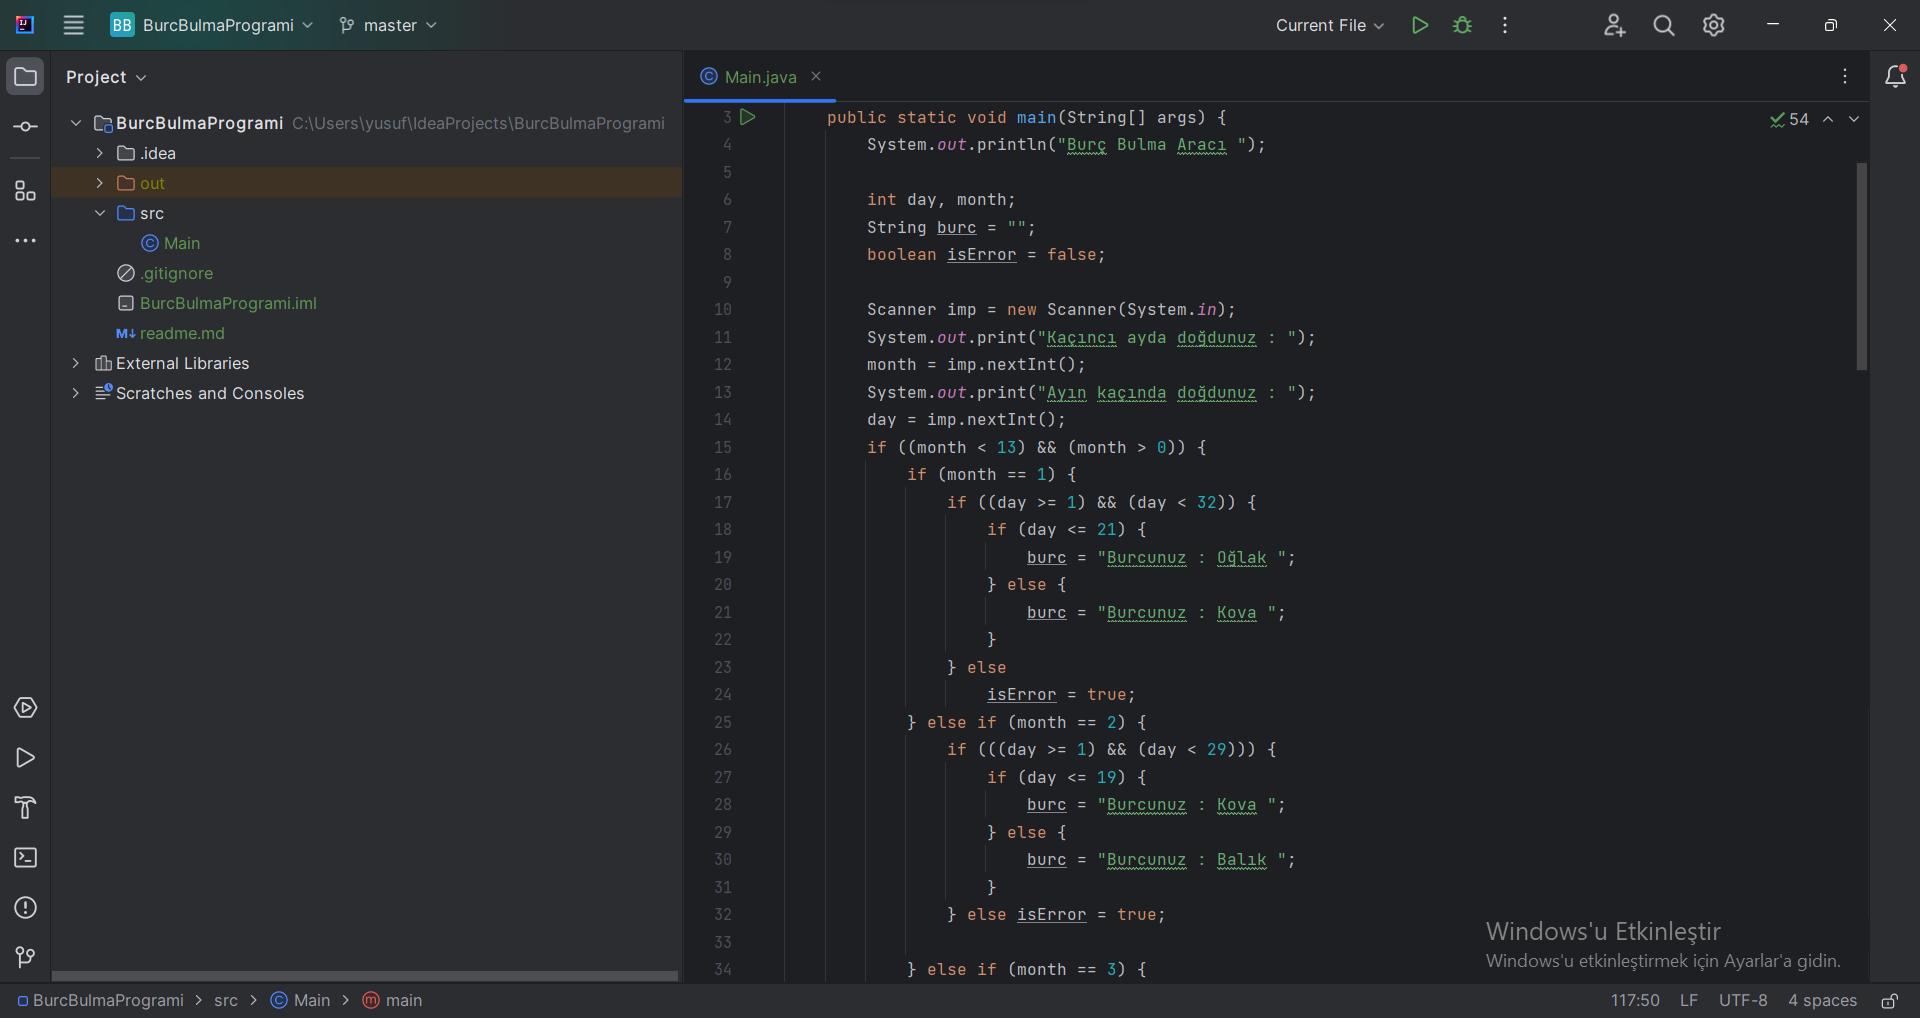 BB BurcBulmaProgrami master Current File
Project
Main.java
BurcBulmaProgrami C:\Users\yusuf\IdeaProjects\BurcBulmaProgrami
.idea
out
src
Main
.gitignore
BurcBulmaProgrami.iml
M↓ readme.md
External Libraries
Scratches and Consoles
54
3 public static void main(String[] args) {
4 System.out.println("Burç Bulma Aracı ");
5
6 int day, month;
7 String burc = "";
8 boolean isError = false;
9
10 Scanner imp = new Scanner(System.in);
11 System.out.print("Kaçıncı ayda doğdunuz : ");
12 month = imp.nextInt();
13 System.out.print("Ayın kaçında doğdunuz : ");
14 day = imp.nextInt();
15 if ((month < 13) && (month > 0)) {
16 if (month == 1) {
17 if ((day >= 1) && (day < 32)) {
18 if (day <= 21) {
19 burc = "Burcunuz : Oğlak ";
20 } else {
21 burc = "Burcunuz : Kova ";
22 }
23 } else
24 isError = true;
25 } else if (month == 2) {
26 if (((day >= 1) && (day < 29))) {
27 if (day <= 19) {
28 burc = "Burcunuz : Kova ";
29 } else {
30 burc = "Burcunuz : Balık ";
31 }
32 } else isError = true;
33
34 } else if (month == 3) {
Windows'u Etkinleştir
Windows'u etkinleştirmek için Ayarlar'a gidin.
BurcBulmaProgrami > src > Main > main 117:50 LF UTF-8 4 spaces